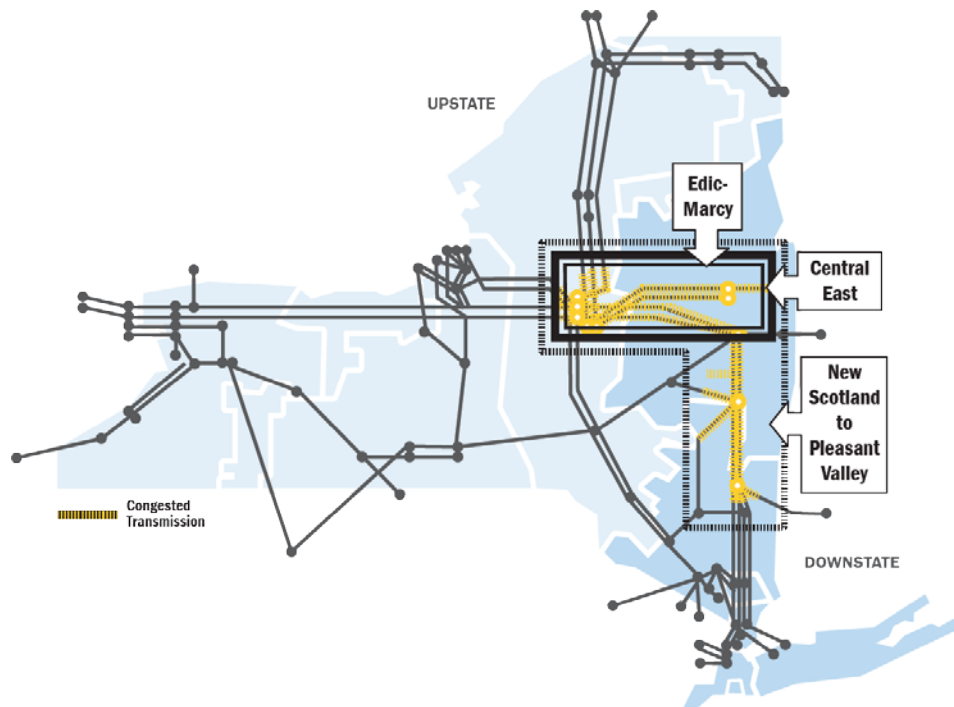 UPSTATE
Edic-
Marcy
Central
East
New
Scotland
to
Pleasant
Valley
Congested
Transmission
DOWNSTATE